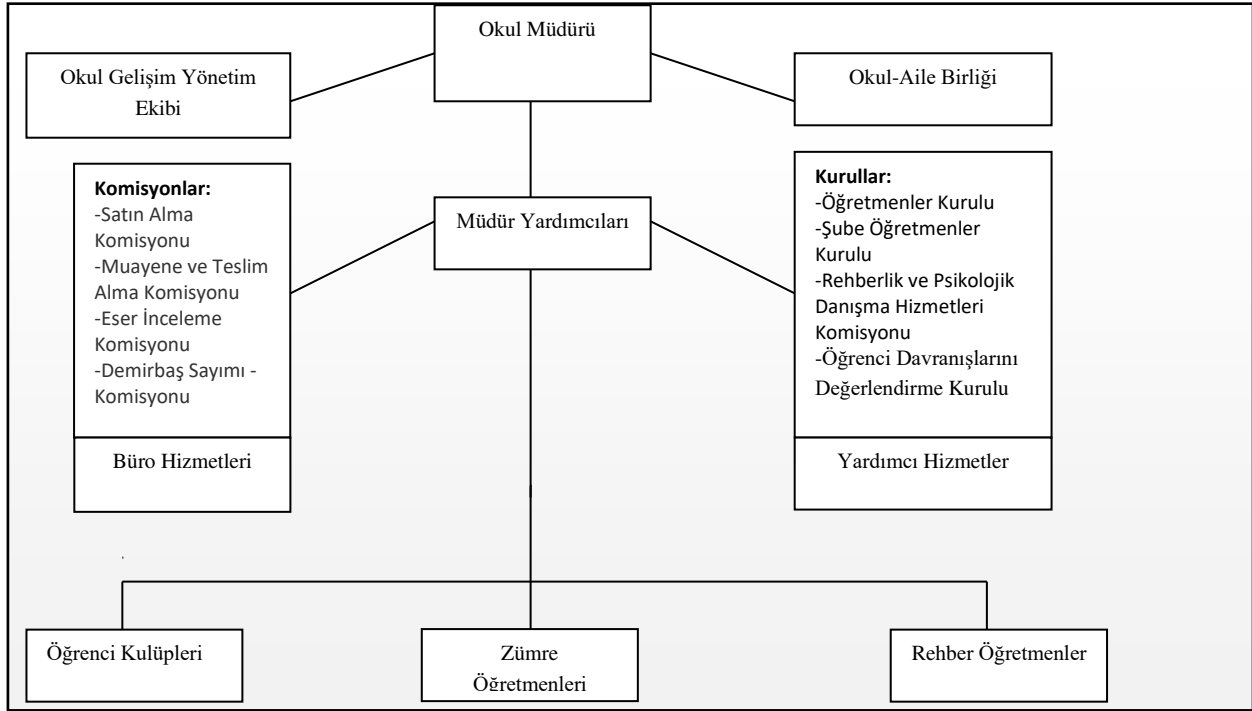 Okul Müdürü
Okul Gelişim Yönetim
Ekibi
Okul-Aile Birliği
Komisyonlar:
-Satın Alma
Komisyonu
-Muayene ve Teslim
Alma Komisyonu
-Eser İnceleme
Komisyonu
-Demirbaş Sayımı -
Komisyonu
Müdür Yardımcıları
Kurullar:
-Öğretmenler Kurulu
-Şube Öğretmenler
Kurulu
-Rehberlik ve Psikolojik
Danışma Hizmetleri
Komisyonu
-Öğrenci Davranışlarını
Değerlendirme Kurulu
Büro Hizmetleri
Yardımcı Hizmetler
Öğrenci Kulüpleri
Zümre
Öğretmenleri
Rehber Öğretmenler